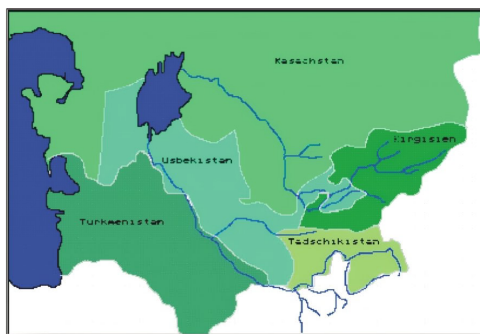 Kasachstan
Kirgisien
Usbekistan
Turkmenistan
Tadschikistan